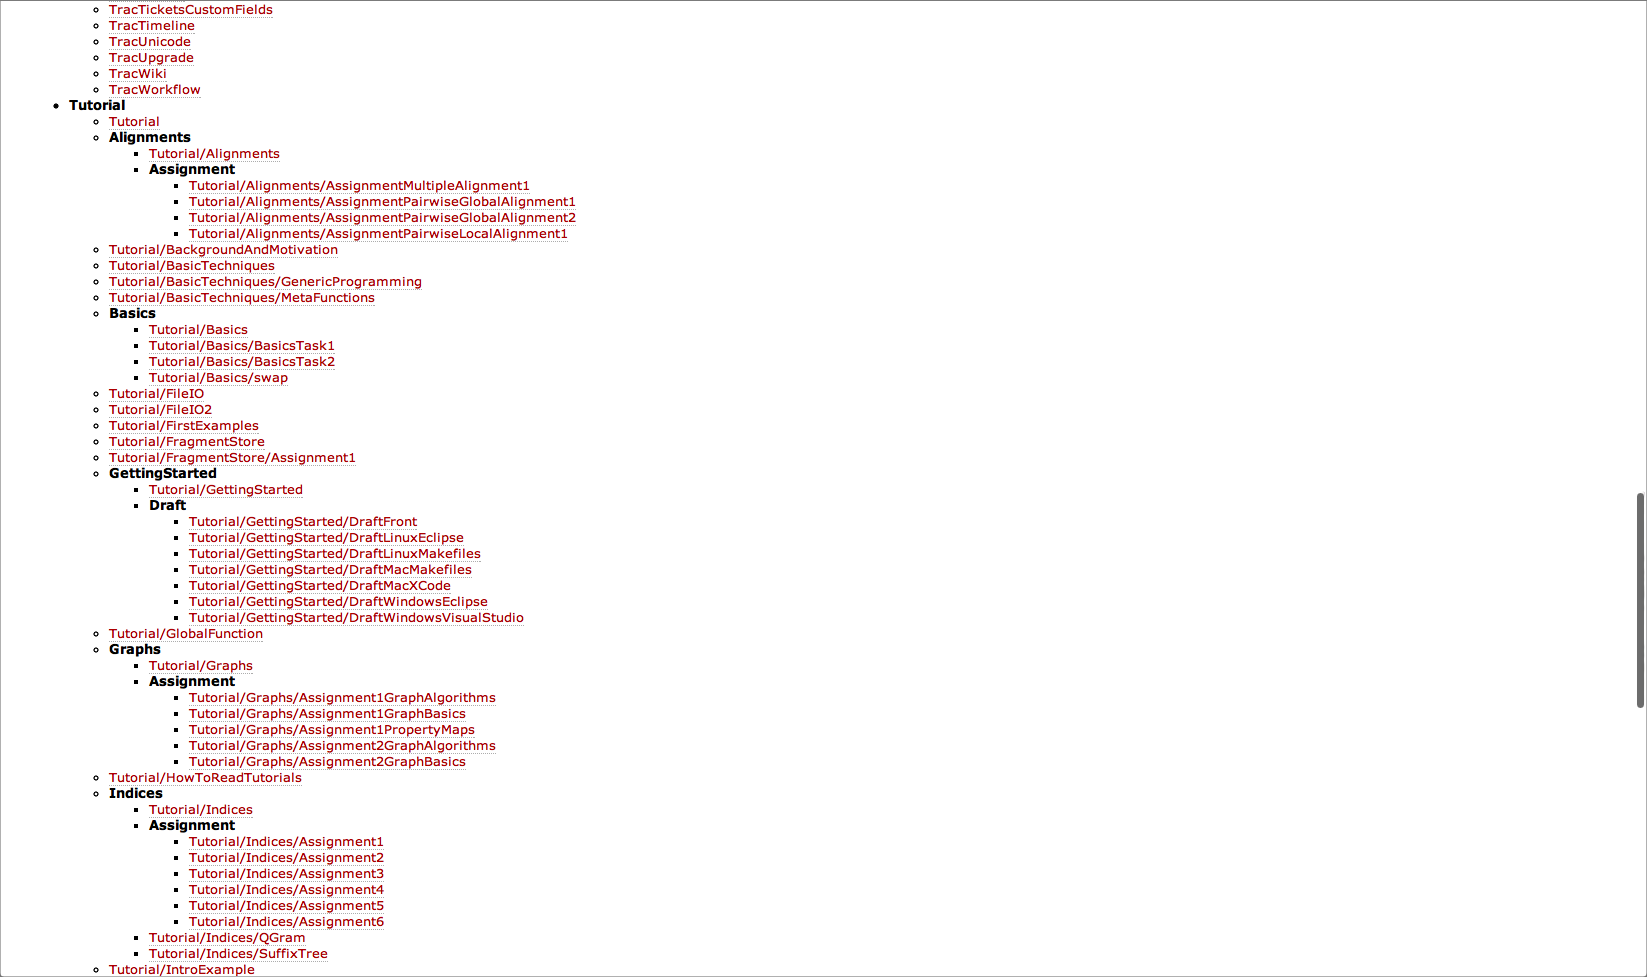 TracTicketsCustomFields
TracTimeline
TracUnicode
TracUpgrade
TracWiki
TracWorkflow
Tutorial
Tutorial
Alignments
Tutorial/Alignments
Assignment
Tutorial/Alignments/AssignmentMultipleAlignment1
Tutorial/Alignments/AssignmentPairwiseGlobalAlignment1
Tutorial/Alignments/AssignmentPairwiseGlobalAlignment2
Tutorial/Alignments/AssignmentPairwiseLocalAlignment1
Tutorial/BackgroundAndMotivation
Tutorial/BasicTechniques
Tutorial/BasicTechniques/GenericProgramming
Tutorial/BasicTechniques/MetaFunctions
Basics
Tutorial/Basics
Tutorial/Basics/BasicsTask1
Tutorial/Basics/BasicsTask2
Tutorial/Basics/swap
Tutorial/FileIO
Tutorial/FileIO2
Tutorial/FirstExamples
Tutorial/FragmentStore
Tutorial/FragmentStore/Assignment1
GettingStarted
Tutorial/GettingStarted
Draft
Tutorial/GettingStarted/DraftFront
Tutorial/GettingStarted/DraftLinuxEclipse
Tutorial/GettingStarted/DraftLinuxMakefiles
Tutorial/GettingStarted/DraftMacMakefiles
Tutorial/GettingStarted/DraftMacXCode
Tutorial/GettingStarted/DraftWindowsEclipse
Tutorial/GettingStarted/DraftWindowsVisualStudio
Tutorial/GlobalFunction
Graphs
Tutorial/Graphs
Assignment
Tutorial/Graphs/Assignment1GraphAlgorithms
Tutorial/Graphs/Assignment1GraphBasics
Tutorial/Graphs/Assignment1PropertyMaps
Tutorial/Graphs/Assignment2GraphAlgorithms
Tutorial/Graphs/Assignment2GraphBasics
Tutorial/HowToReadTutorials
Indices
Tutorial/Indices
Assignment
Tutorial/Indices/Assignment1
Tutorial/Indices/Assignment2
Tutorial/Indices/Assignment3
Tutorial/Indices/Assignment4
Tutorial/Indices/Assignment5
Tutorial/Indices/Assignment6
Tutorial/Indices/QGram
Tutorial/Indices/SuffixTree
Tutorial/IntroExample